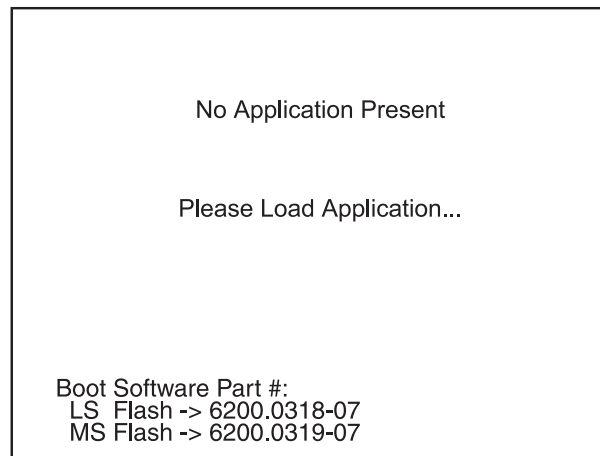 No Application Present
Please Load Application...
Boot Software Part #:
LS Flash -> 6200.0318-07
MS Flash -> 6200.0319-07